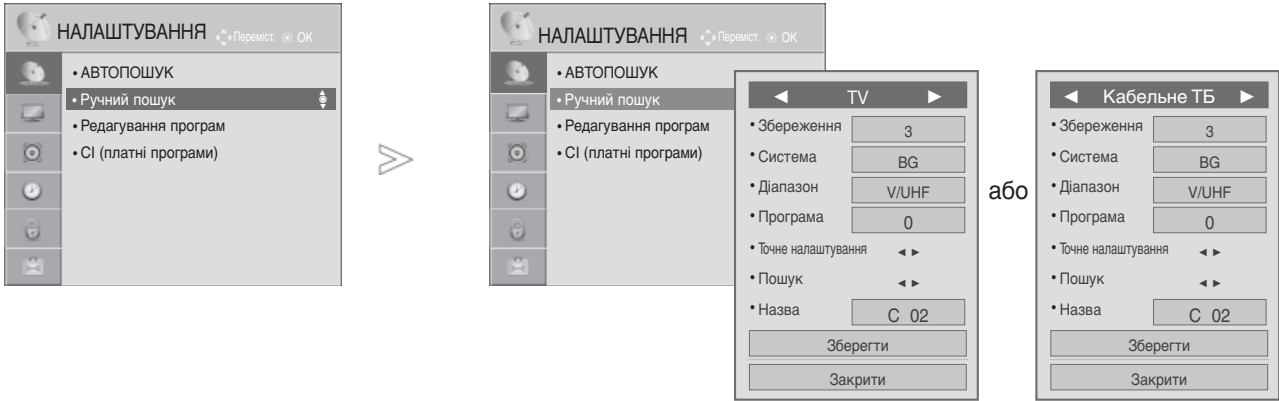 НАЛАШТУВАННЯ Переміст. OK
• АВТОПОШУК
• Ручний пошук
• Редагування програм
• CI (платні програми)
НАЛАШТУВАННЯ Переміст. OK
• АВТОПОШУК
• Ручний пошук
• Редагування програм
• CI (платні програми)
◄ TV ►
• Збереження 3
• Система BG
• Діапазон V/UHF
• Програма 0
• Точне налаштування ◄ ►
• Пошук ◄ ►
• Назва C 02
Зберегти
Закрити
або
◄ Кабельне ТБ ►
• Збереження 3
• Система BG
• Діапазон V/UHF
• Програма 0
• Точне налаштування ◄ ►
• Пошук ◄ ►
• Назва C 02
Зберегти
Закрити